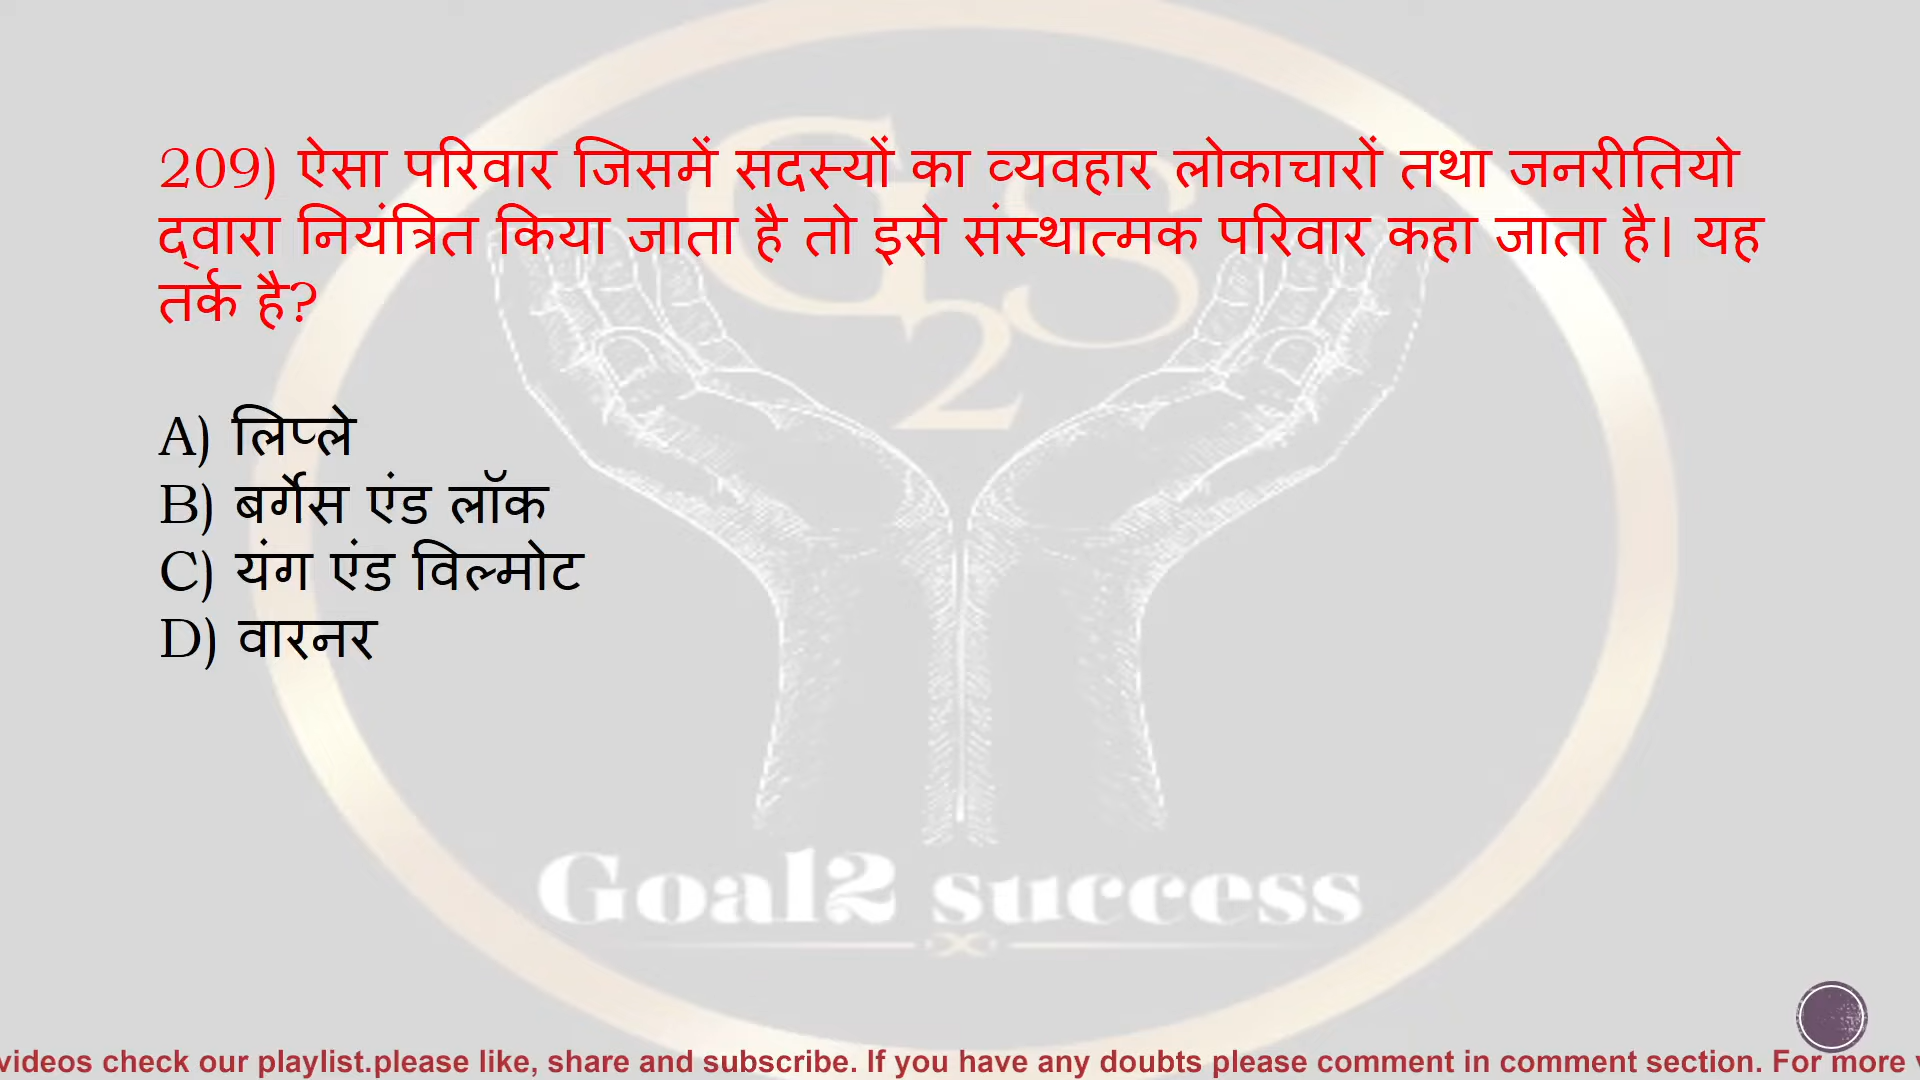 G2S
209) ऐसा परिवार जिसमें सदस्यों का व्यवहार लोकाचारों तथा जनरीतियो
द्वारा नियंत्रित किया जाता है तो इसे संस्थात्मक परिवार कहा जाता है। यह
तर्क है?
A) लिप्ले
B) बर्गेस एंड लॉक
C) यंग एंड विल्मोट
D) वारनर
Goal2 success
videos check our playlist.please like, share and subscribe. If you have any doubts please comment in comment section. For more